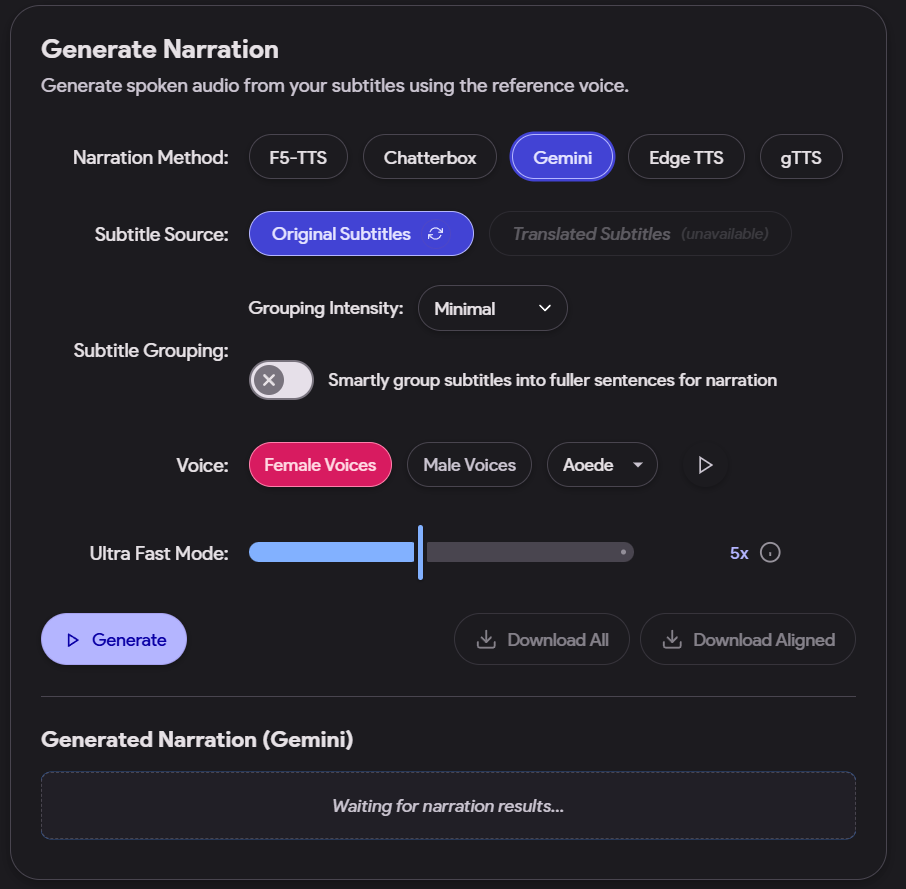 Generate Narration
Generate spoken audio from your subtitles using the reference voice.
Narration Method: F5-TTS Chatterbox Gemini Edge TTS gTTS
Subtitle Source: Original Subtitles Translated Subtitles (unavailable)
Grouping Intensity: Minimal
Subtitle Grouping:
Smartly group subtitles into fuller sentences for narration
Voice: Female Voices Male Voices Aoede
Ultra Fast Mode: 5x
Generate Download All Download Aligned
Generated Narration (Gemini)
Waiting for narration results...